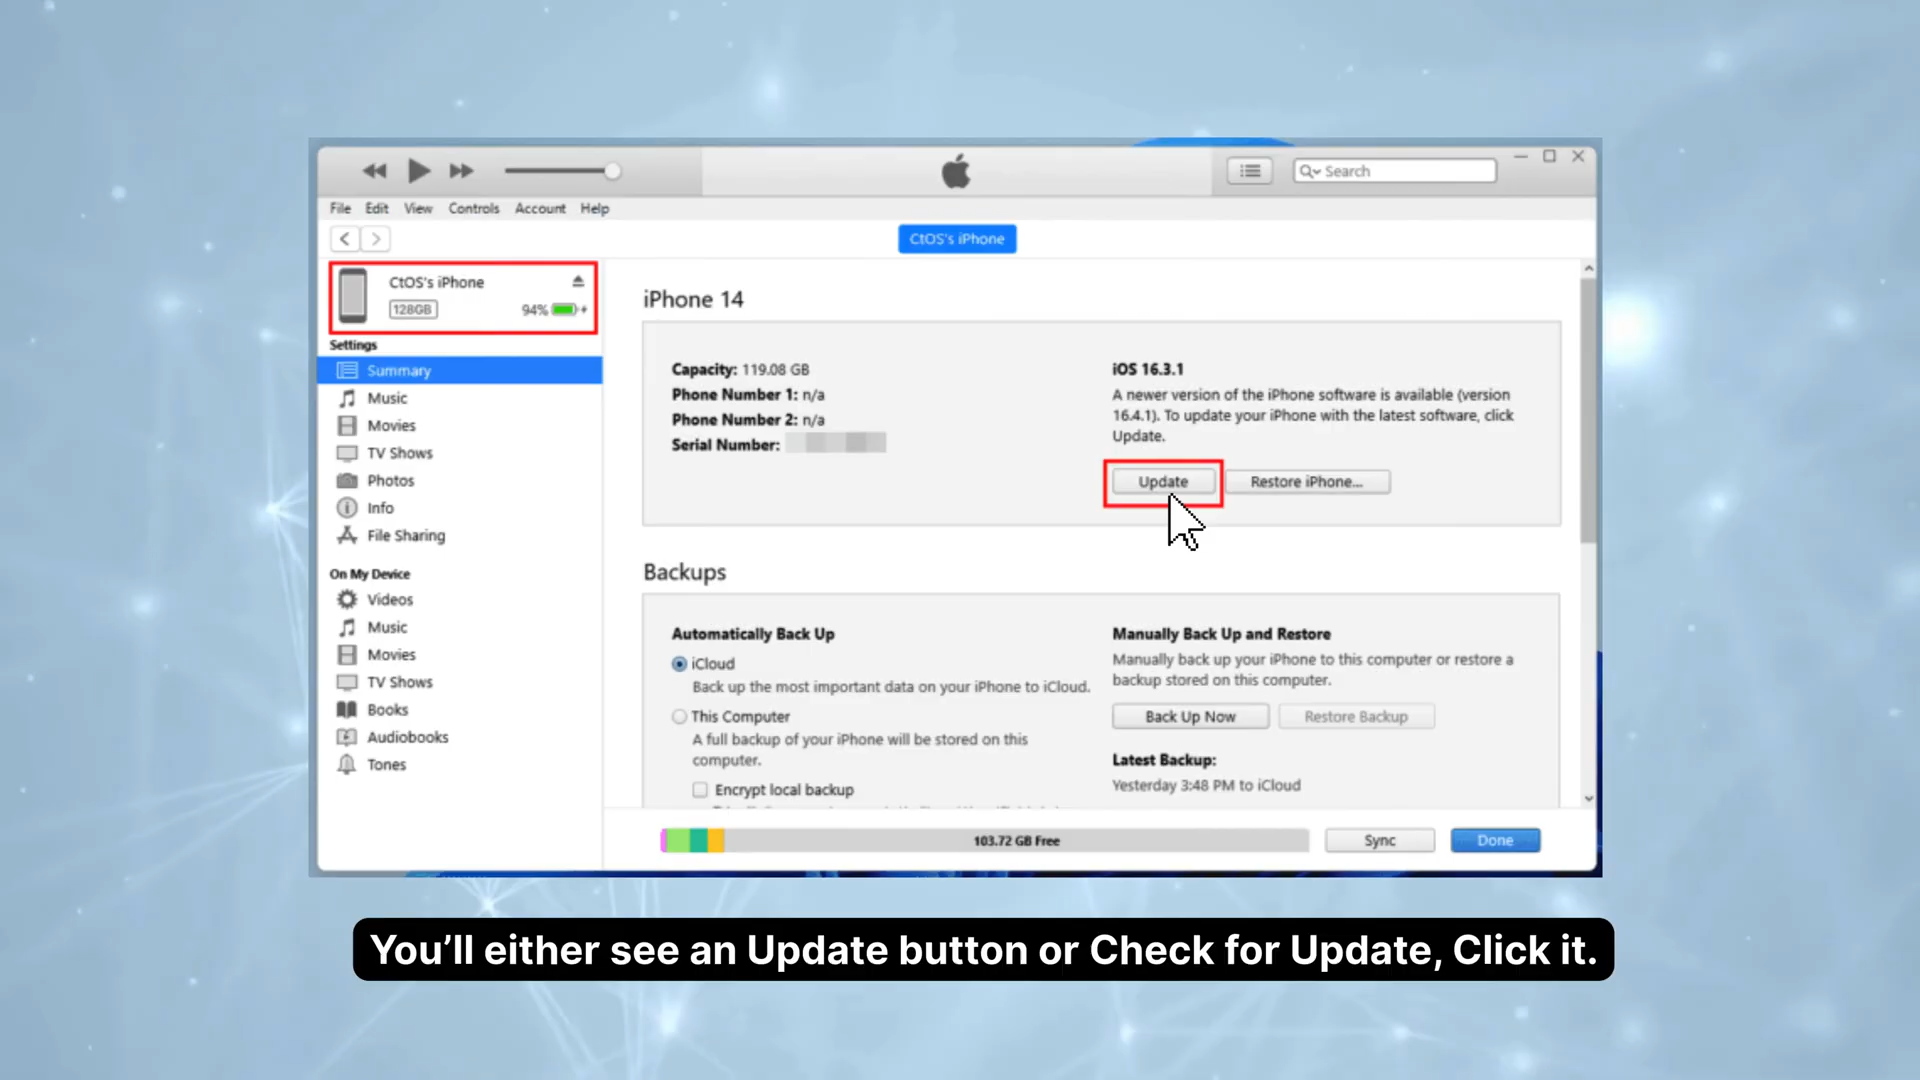 Search
File Edit View Controls Account Help
CtOS's iPhone
CtOS's iPhone
128GB 94%
Settings
Summary
Music
Movies
TV Shows
Photos
Info
File Sharing
On My Device
Videos
Music
Movies
TV Shows
Books
Audiobooks
Tones
iPhone 14
Capacity: 119.08 GB
Phone Number 1: n/a
Phone Number 2: n/a
Serial Number:
iOS 16.3.1
A newer version of the iPhone software is available (version
16.4.1). To update your iPhone with the latest software, click
Update.
Update Restore iPhone...
Backups
Automatically Back Up
iCloud
Back up the most important data on your iPhone to iCloud.
This Computer
A full backup of your iPhone will be stored on this
computer.
Encrypt local backup
Manually Back Up and Restore
Manually back up your iPhone to this computer or restore a
backup stored on this computer.
Back Up Now Restore Backup
Latest Backup:
Yesterday 3:48 PM to iCloud
103.72 GB Free
Sync Done
You’ll either see an Update button or Check for Update, Click it.